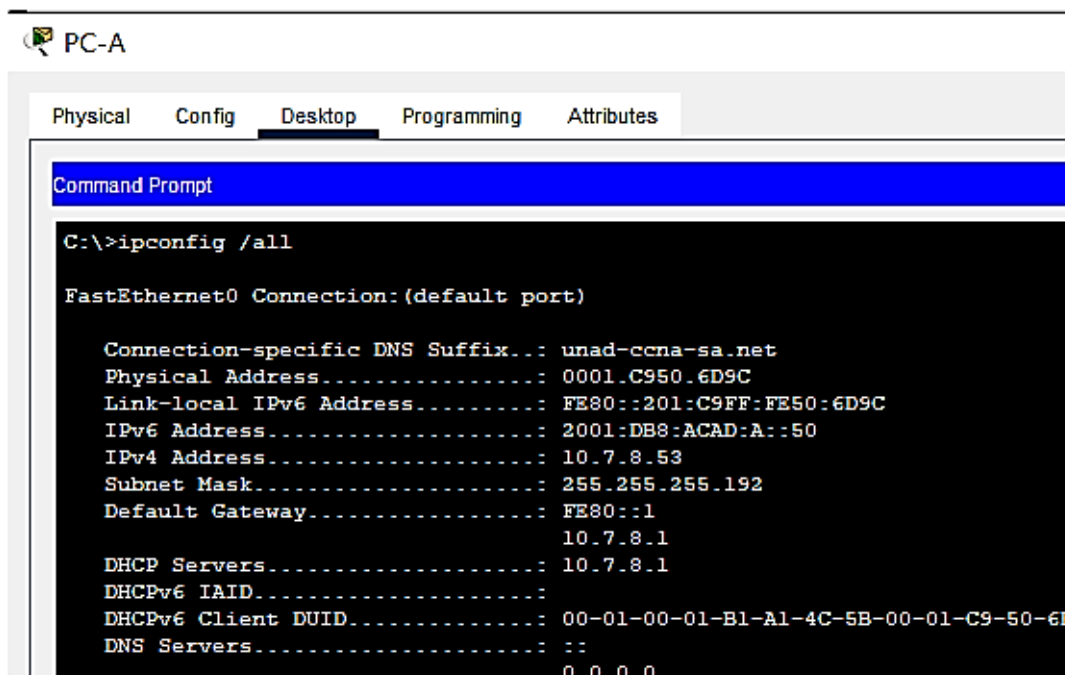 PC-A
Physical Config Desktop Programming Attributes
Command Prompt
C:\>ipconfig /all
FastEthernet0 Connection:(default port)
Connection-specific DNS Suffix..: unad-ccna-sa.net
Physical Address................: 0001.C950.6D9C
Link-local IPv6 Address.........: FE80::201:C9FF:FE50:6D9C
IPv6 Address....................: 2001:DB8:ACAD:A::50
IPv4 Address....................: 10.7.8.53
Subnet Mask.....................: 255.255.255.192
Default Gateway.................: FE80::1
10.7.8.1
DHCP Servers....................: 10.7.8.1
DHCPv6 IAID.....................:
DHCPv6 Client DUID..............: 00-01-00-01-B1-A1-4C-5B-00-01-C9-50-6
DNS Servers.....................: ::
0.0.0.0